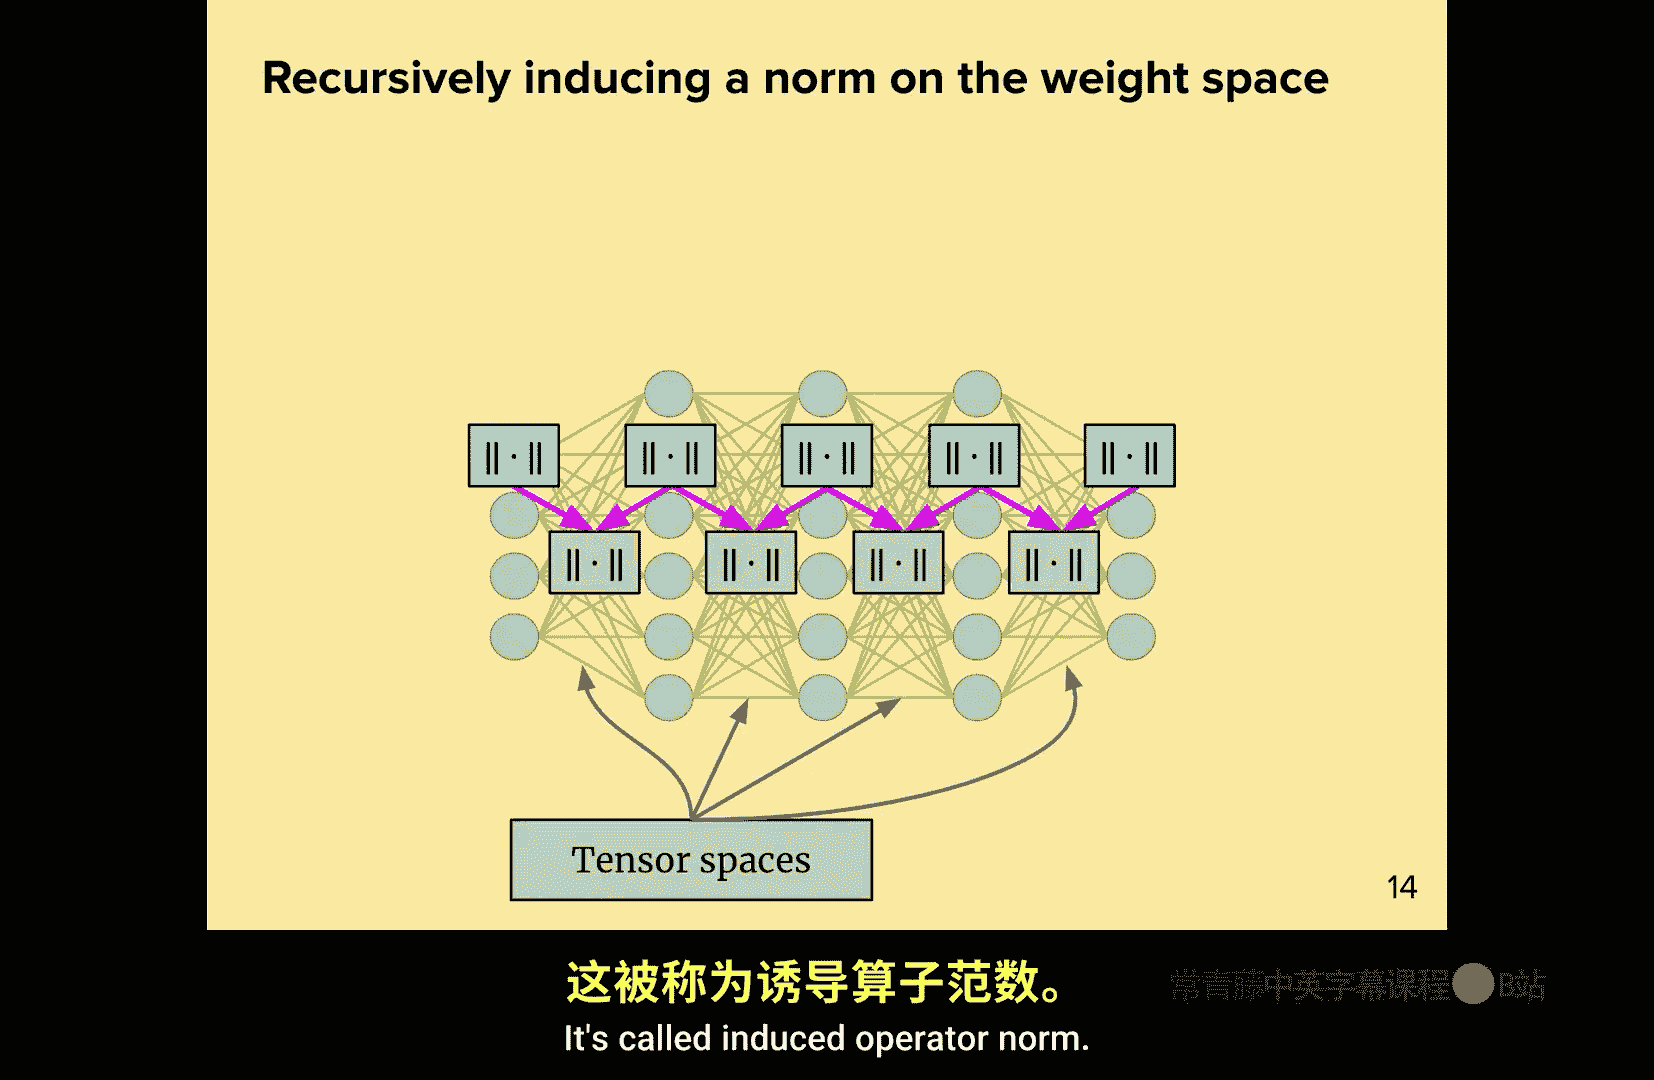 Recursively inducing a norm on the weight space
|| · || || · || || · || || · || || · ||
|| · || || · || || · || || · ||
Tensor spaces
14
这被称为诱导算子范数。
常青藤中英字幕课程 B站
It's called induced operator norm.